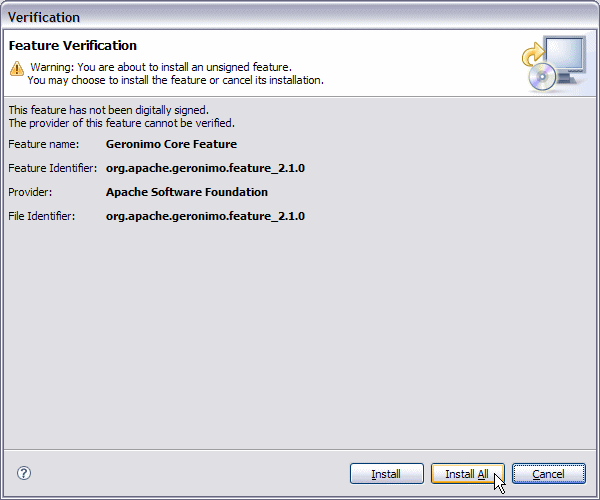 Verification
Feature Verification
Warning: You are about to install an unsigned feature.
You may choose to install the feature or cancel its installation.
This feature has not been digitally signed.
The provider of this feature cannot be verified.
Feature name: Geronimo Core Feature
Feature Identifier: org.apache.geronimo.feature_2.1.0
Provider: Apache Software Foundation
File Identifier: org.apache.geronimo.feature_2.1.0
? Install Install All Cancel